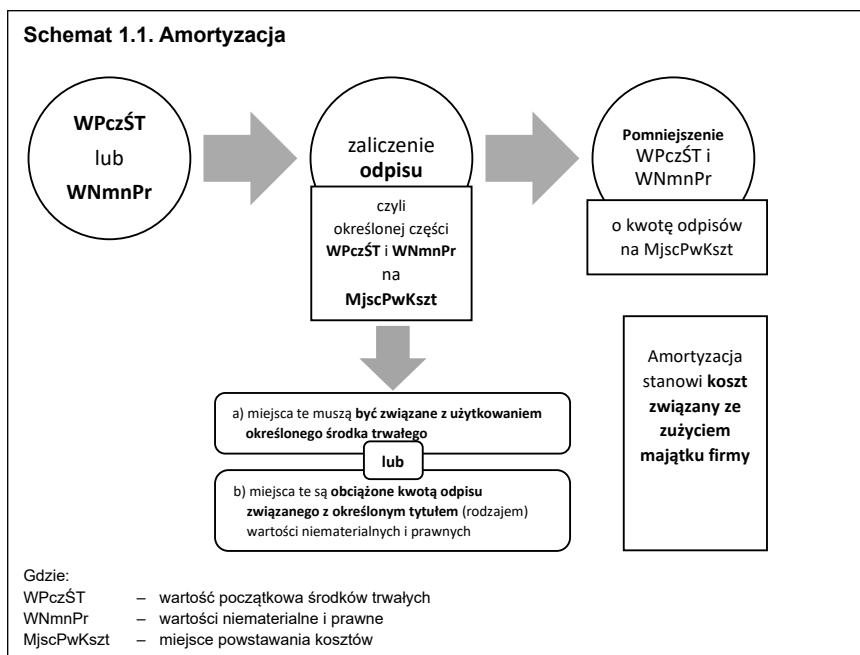 Schemat 1.1. Amortyzacja
WPczŚT
lub
WNmnPr
zaliczenie
odpisu
czyli
określonej części
WPczŚT i WNmnPr
na
MjscPwKszt
Pomniejszenie
WPczŚT i
WNmnPr
o kwotę odpisów
na MjscPwKszt
a) miejsca te muszą być związane z użytkowaniem
określonego środka trwałego
lub
b) miejsca te są obciążone kwotą odpisu
związanego z określonym tytułem (rodzajem)
wartości niematerialnych i prawnych
Amortyzacja
stanowi koszt
związany ze
zużyciem
majątku firmy
Gdzie:
WPczŚT – wartość początkowa środków trwałych
WNmnPr – wartości niematerialne i prawne
MjscPwKszt – miejsce powstawania kosztów